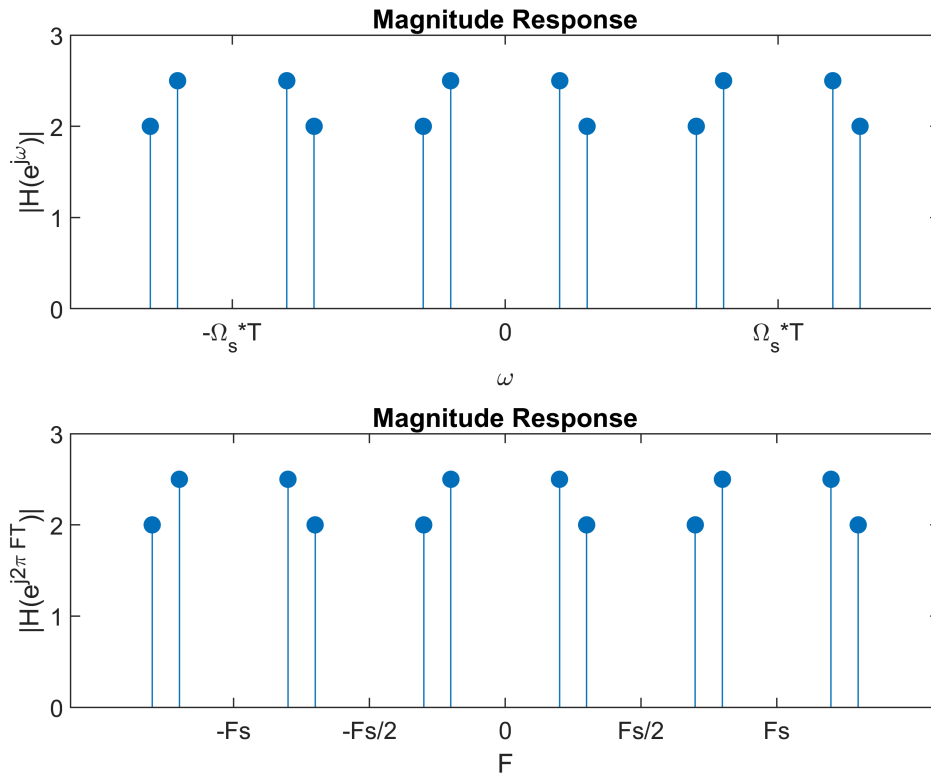 Magnitude Response
3
2
1
0
|H(e^{jω})|
-Ω_s*T 0 Ω_s*T
ω
Magnitude Response
3
2
1
0
|H(e^{j2π FT})|
-Fs -Fs/2 0 Fs/2 Fs
F